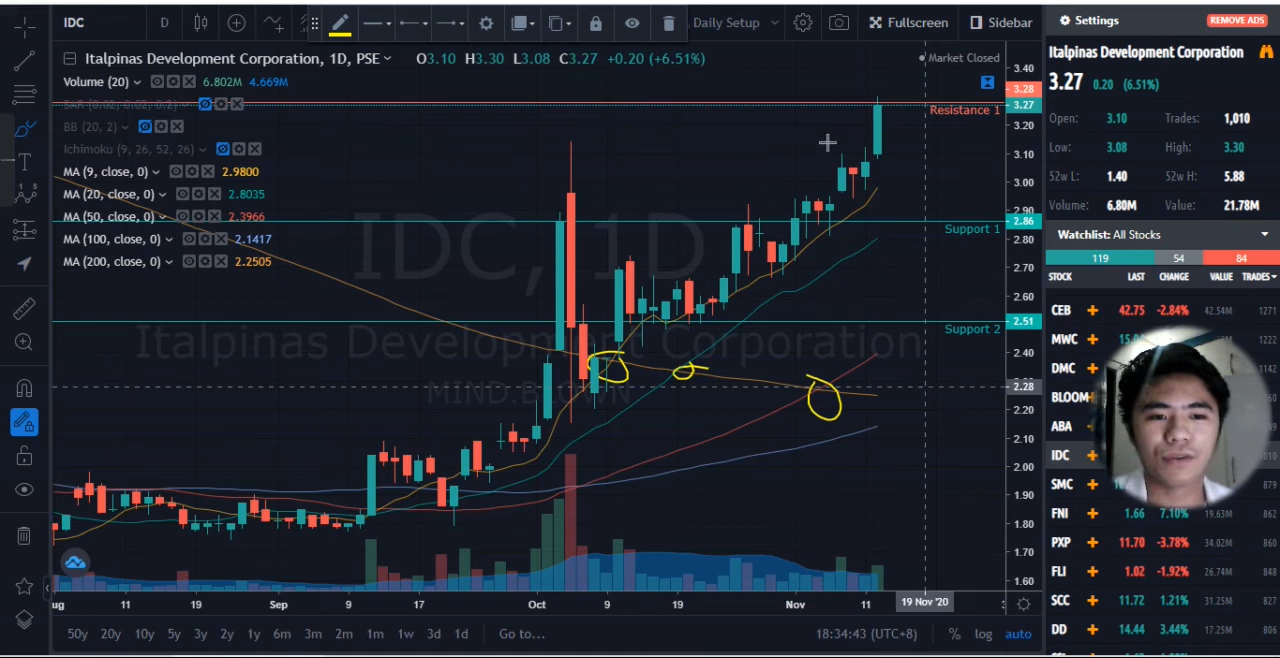 IDC D Daily Setup Fullscreen Sidebar
Italpinas Development Corporation, 1D, PSE O3.10 H3.30 L3.08 C3.27 +0.20 (+6.51%) Market Closed
Volume (20) 6.802M 4.669M
SAR (0.02, 0.02, 0.2)
BB (20, 2)
Ichimoku (9, 26, 52, 26)
MA (9, close, 0) 2.9800
MA (20, close, 0) 2.8035
MA (50, close, 0) 2.3966
MA (100, close, 0) 2.1417
MA (200, close, 0) 2.2505
IDC, 1D
Italpinas Development Corporation
MIND.BLOWN
Resistance 1
Support 1
Support 2
3.40
3.28
3.27
3.20
3.10
3.00
2.90
2.86
2.80
2.70
2.60
2.51
2.40
2.28
2.20
2.10
2.00
1.90
1.80
1.70
1.60
ug 11 19 Sep 9 17 Oct 9 19 Nov 11 19 Nov '20
50y 20y 10y 5y 3y 2y 1y 6m 3m 2m 1m 1w 3d 1d Go to... 18:34:43 (UTC+8) % log auto
Settings REMOVE ADS
Italpinas Development Corporation
3.27 0.20 (6.51%)
Open: 3.10 Trades: 1,010
Low: 3.08 High: 3.30
52w L: 1.40 52w H: 5.88
Volume: 6.80M Value: 21.78M
Watchlist: All Stocks
119 54 84
STOCK LAST CHANGE VALUE TRADES
CEB 42.75 -2.84% 42.54M 1271
MWC 1222
DMC 1142
BLOOM
ABA
IDC
SMC 879
FNI 1.66 7.10% 19.63M 862
PXP 11.70 -3.78% 34.02M 860
FLI 1.02 -1.92% 26.74M 848
SCC 11.72 1.21% 31.25M 827
DD 14.44 3.44% 17.25M 806